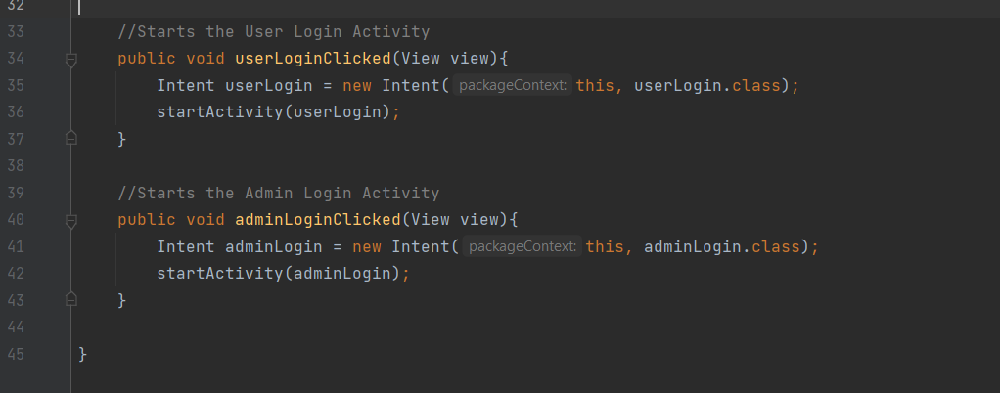 32
33 //Starts the User Login Activity
34 public void userLoginClicked(View view){
35 Intent userLogin = new Intent( packageContext: this, userLogin.class);
36 startActivity(userLogin);
37 }
38
39 //Starts the Admin Login Activity
40 public void adminLoginClicked(View view){
41 Intent adminLogin = new Intent( packageContext: this, adminLogin.class);
42 startActivity(adminLogin);
43 }
44
45 }